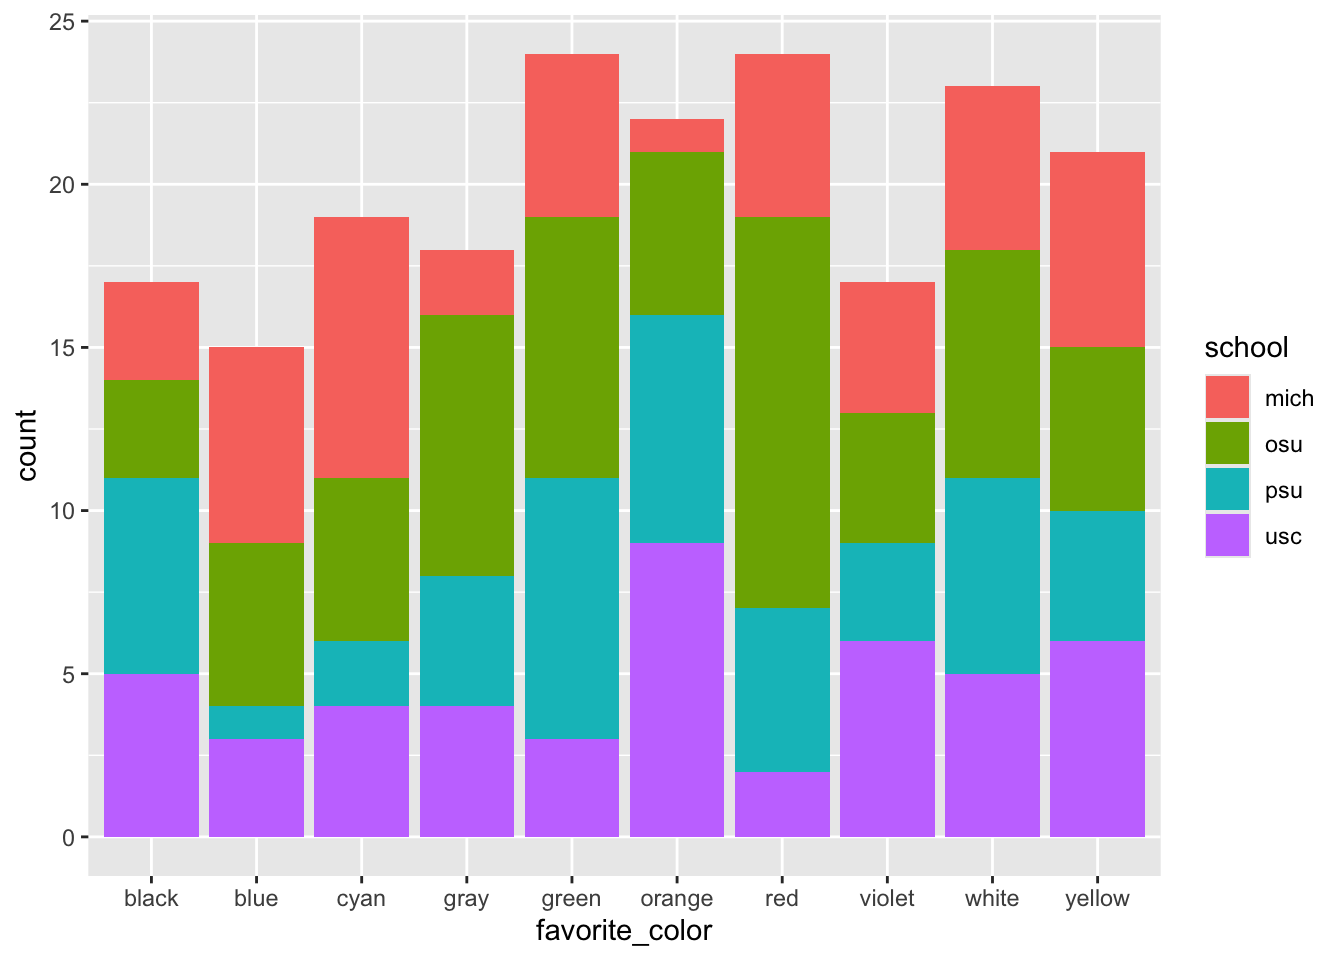 25
20
15
10
5
0
count
black blue cyan gray green orange red violet white yellow
favorite_color
school
mich
osu
psu
usc